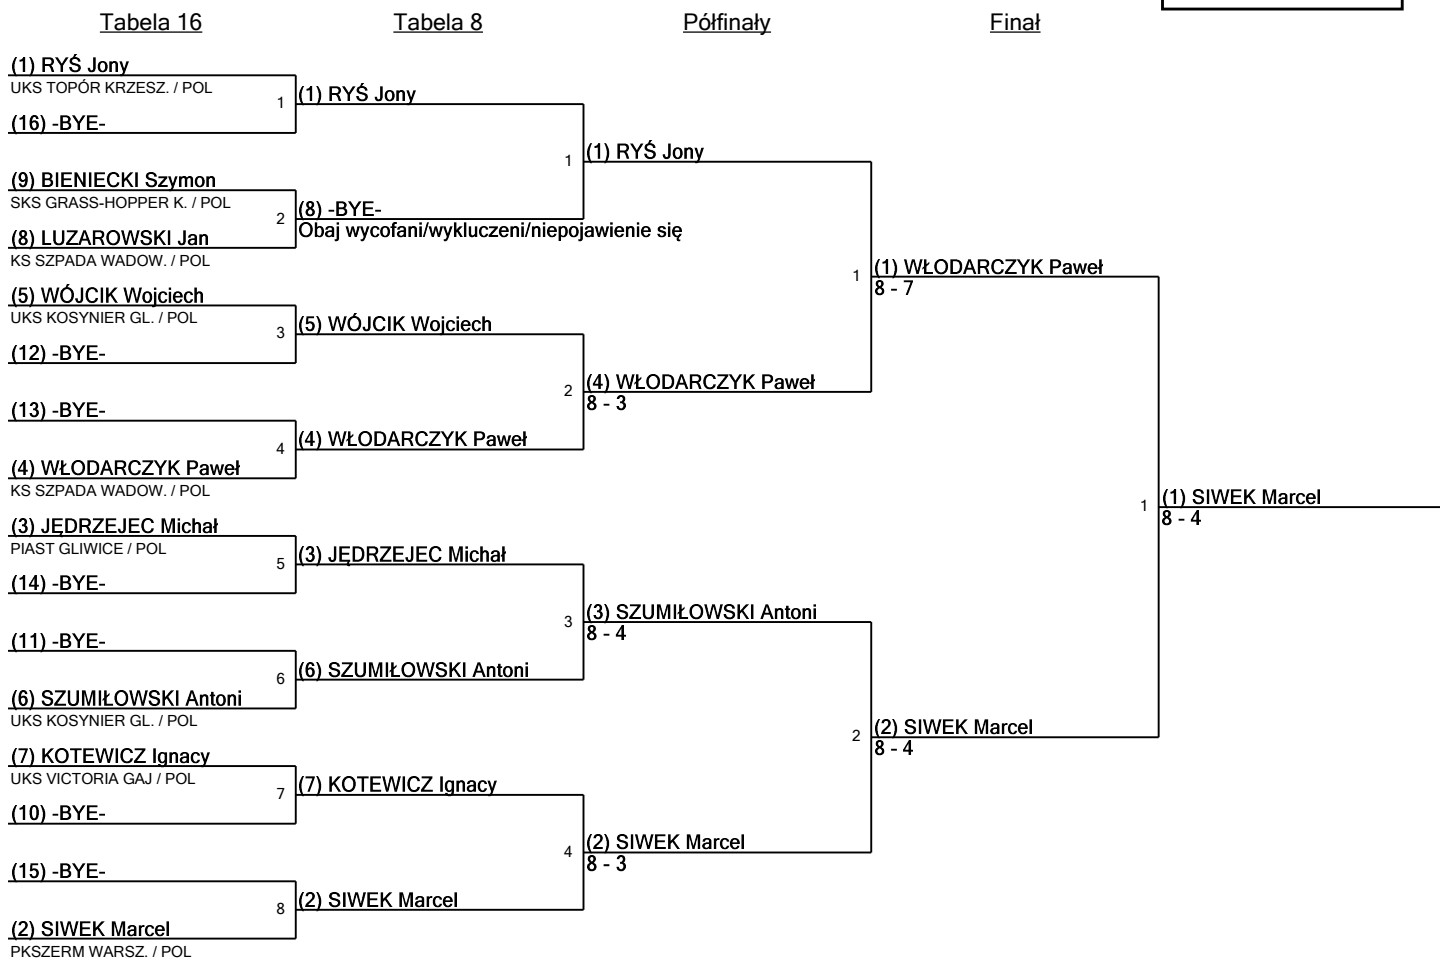 Tabela 16
Tabela 8
Półfinały
Finał
(1) RYŚ Jony
UKS TOPÓR KRZESZ. / POL
1
(16) -BYE-
(9) BIENIECKI Szymon
SKS GRASS-HOPPER K. / POL
2
(8) LUZAROWSKI Jan
KS SZPADA WADOW. / POL
(5) WÓJCIK Wojciech
UKS KOSYNIER GL. / POL
3
(12) -BYE-
(13) -BYE-
4
(4) WŁODARCZYK Paweł
KS SZPADA WADOW. / POL
(3) JĘDRZEJEC Michał
PIAST GLIWICE / POL
5
(14) -BYE-
(11) -BYE-
6
(6) SZUMIŁOWSKI Antoni
UKS KOSYNIER GL. / POL
(7) KOTEWICZ Ignacy
UKS VICTORIA GAJ / POL
7
(10) -BYE-
(15) -BYE-
8
(2) SIWEK Marcel
PKSZERM WARSZ. / POL
(1) RYŚ Jony
1
(8) -BYE-
Obaj wycofani/wykluczeni/niepojawienie się
(5) WÓJCIK Wojciech
2
(4) WŁODARCZYK Paweł
(3) JĘDRZEJEC Michał
3
(6) SZUMIŁOWSKI Antoni
(7) KOTEWICZ Ignacy
4
(2) SIWEK Marcel
(1) RYŚ Jony
1
(4) WŁODARCZYK Paweł
8 - 3
(3) SZUMIŁOWSKI Antoni
8 - 4
2
(2) SIWEK Marcel
8 - 3
(1) WŁODARCZYK Paweł
8 - 7
1
(2) SIWEK Marcel
8 - 4
(1) SIWEK Marcel
8 - 4